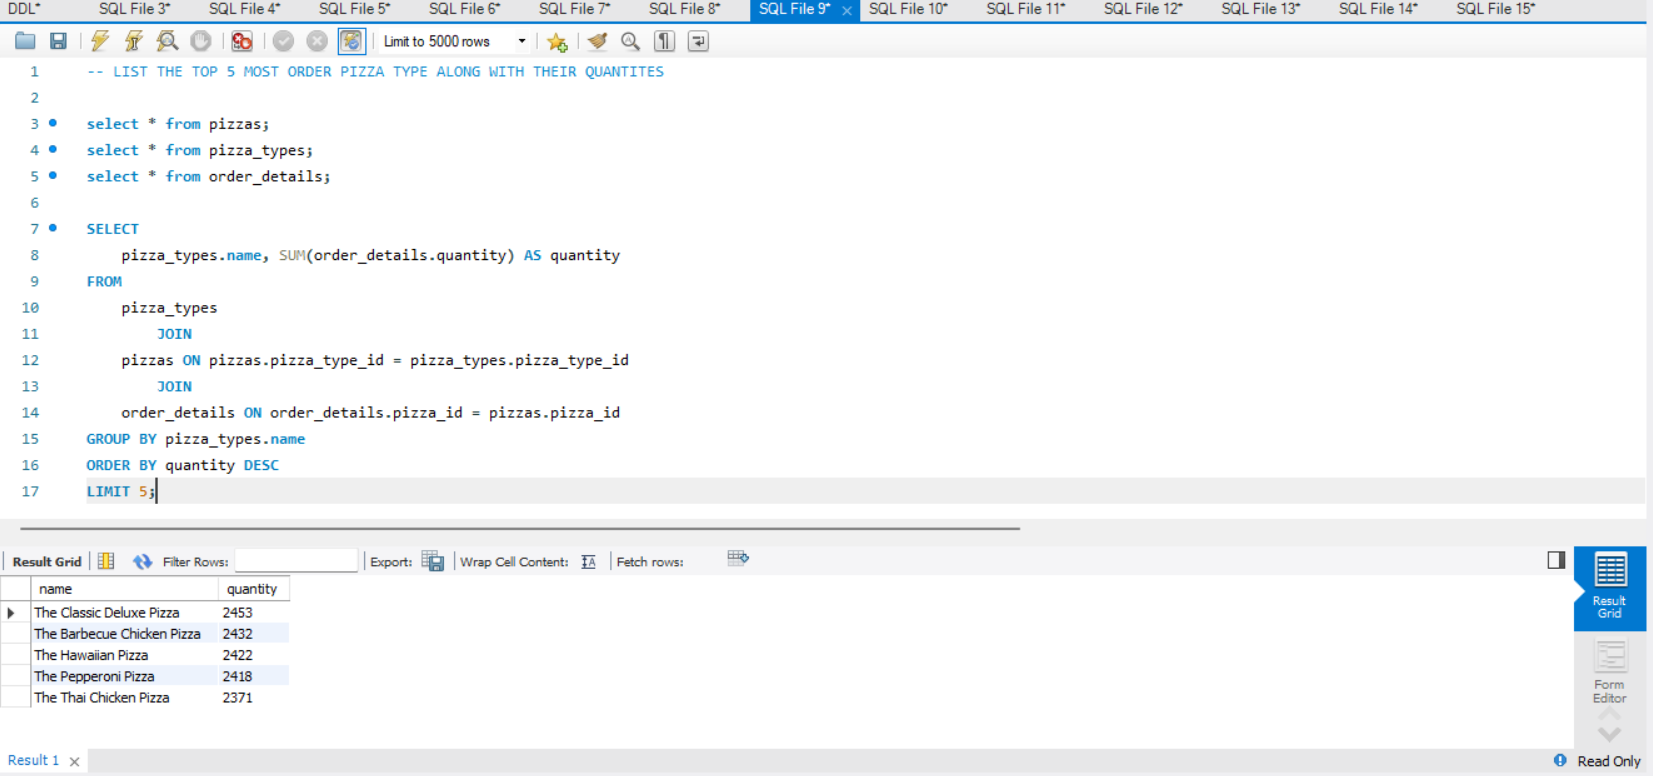 DDL* SQL File 3* SQL File 4* SQL File 5* SQL File 6* SQL File 7* SQL File 8* SQL File 9* SQL File 10* SQL File 11* SQL File 12* SQL File 13* SQL File 14* SQL File 15*
Limit to 5000 rows
1 -- LIST THE TOP 5 MOST ORDER PIZZA TYPE ALONG WITH THEIR QUANTITES
2
3 select * from pizzas;
4 select * from pizza_types;
5 select * from order_details;
6
7 SELECT
8 pizza_types.name, SUM(order_details.quantity) AS quantity
9 FROM
10 pizza_types
11 JOIN
12 pizzas ON pizzas.pizza_type_id = pizza_types.pizza_type_id
13 JOIN
14 order_details ON order_details.pizza_id = pizzas.pizza_id
15 GROUP BY pizza_types.name
16 ORDER BY quantity DESC
17 LIMIT 5;
Result Grid Filter Rows: Export: Wrap Cell Content: Fetch rows:
name quantity
The Classic Deluxe Pizza 2453
The Barbecue Chicken Pizza 2432
The Hawaiian Pizza 2422
The Pepperoni Pizza 2418
The Thai Chicken Pizza 2371
Result
Grid
Form
Editor
Result 1 Read Only